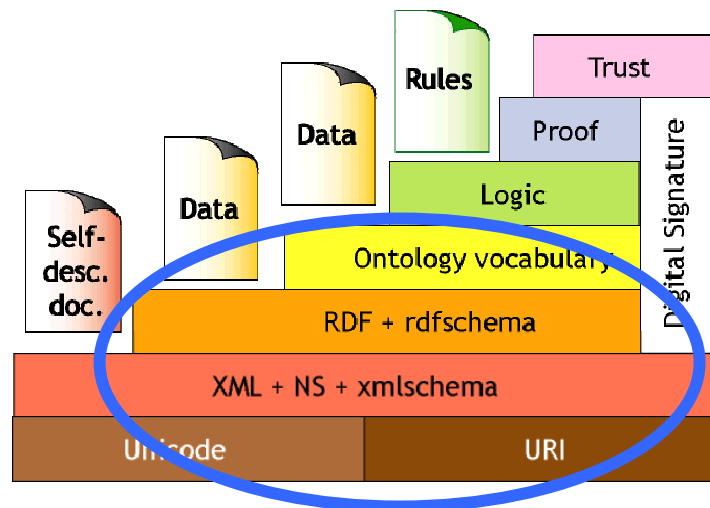 Trust
Rules
Proof
Data
Logic
Data
Self-
desc.
doc.
Ontology vocabulary
Digital Signature
RDF + rdfschema
XML + NS + xmlschema
Unicode
URI